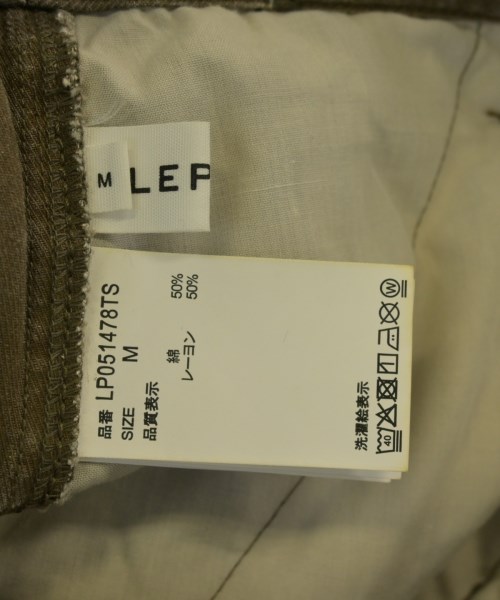 M
LEP
品番 LP051478TS
SIZE M
品質表示
綿 50%
レーヨン 50%
洗濯絵表示
40
W